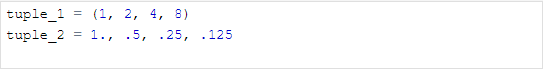 tuple_1 = (1, 2, 4, 8)
tuple_2 = 1., .5, .25, .125